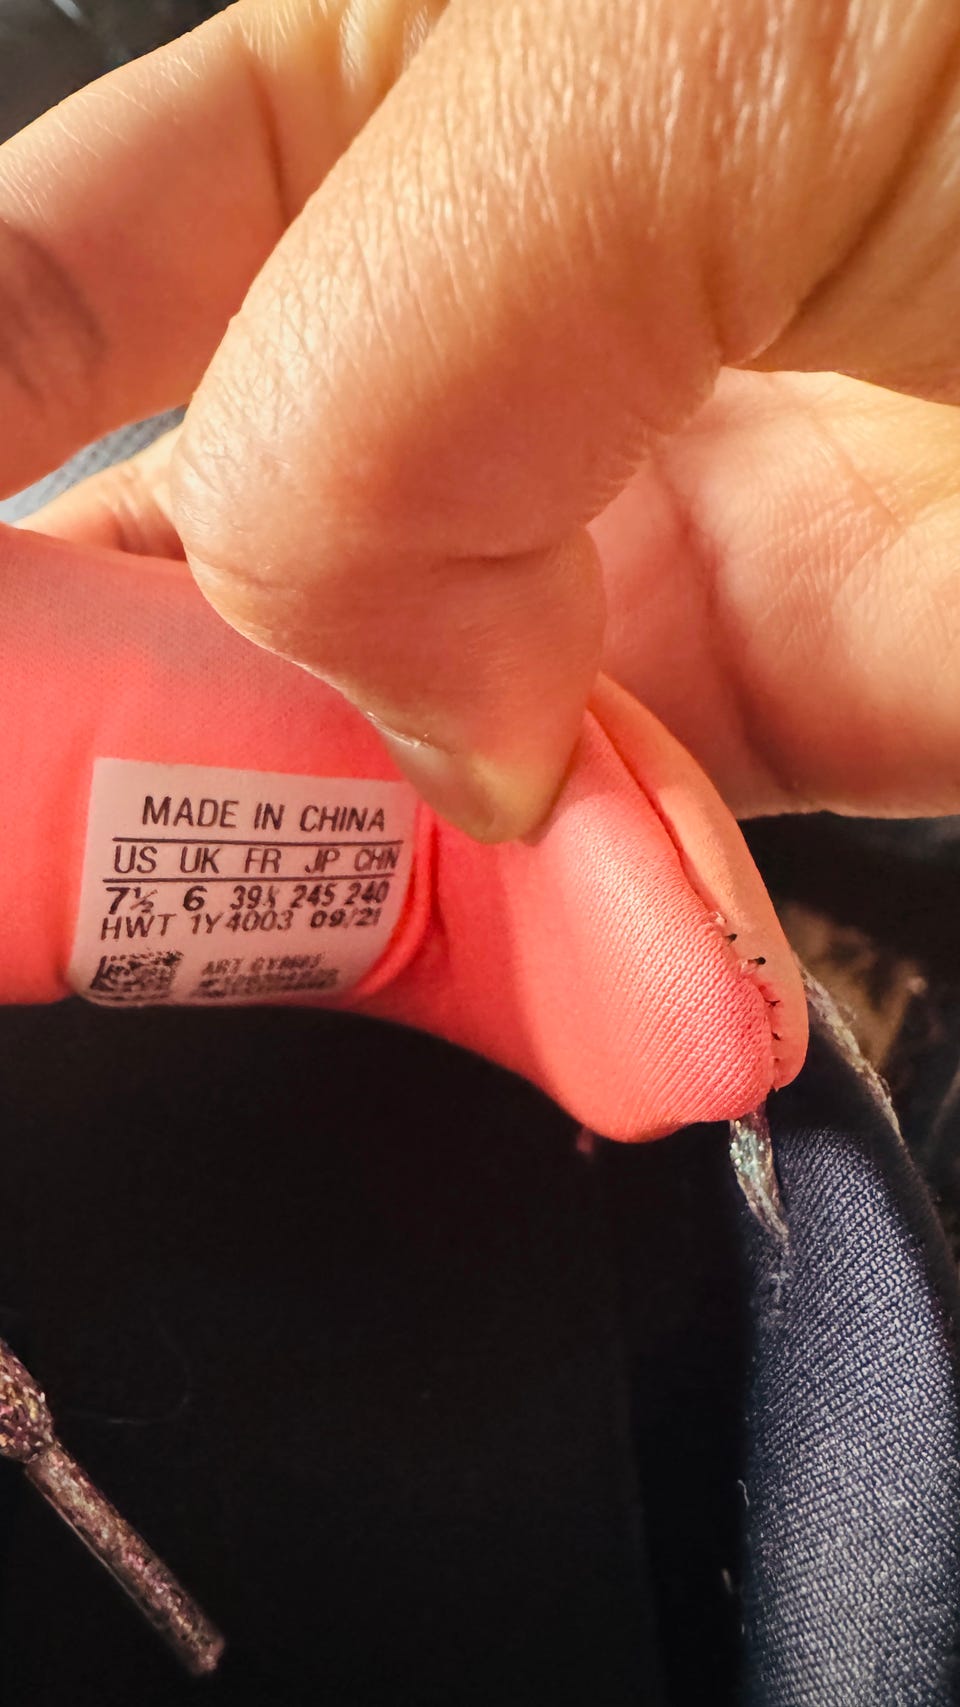 MADE IN CHINA
US UK FR JP CHN
7½ 6 39⅓ 245 240
HWT 1Y4003 09/21
ART